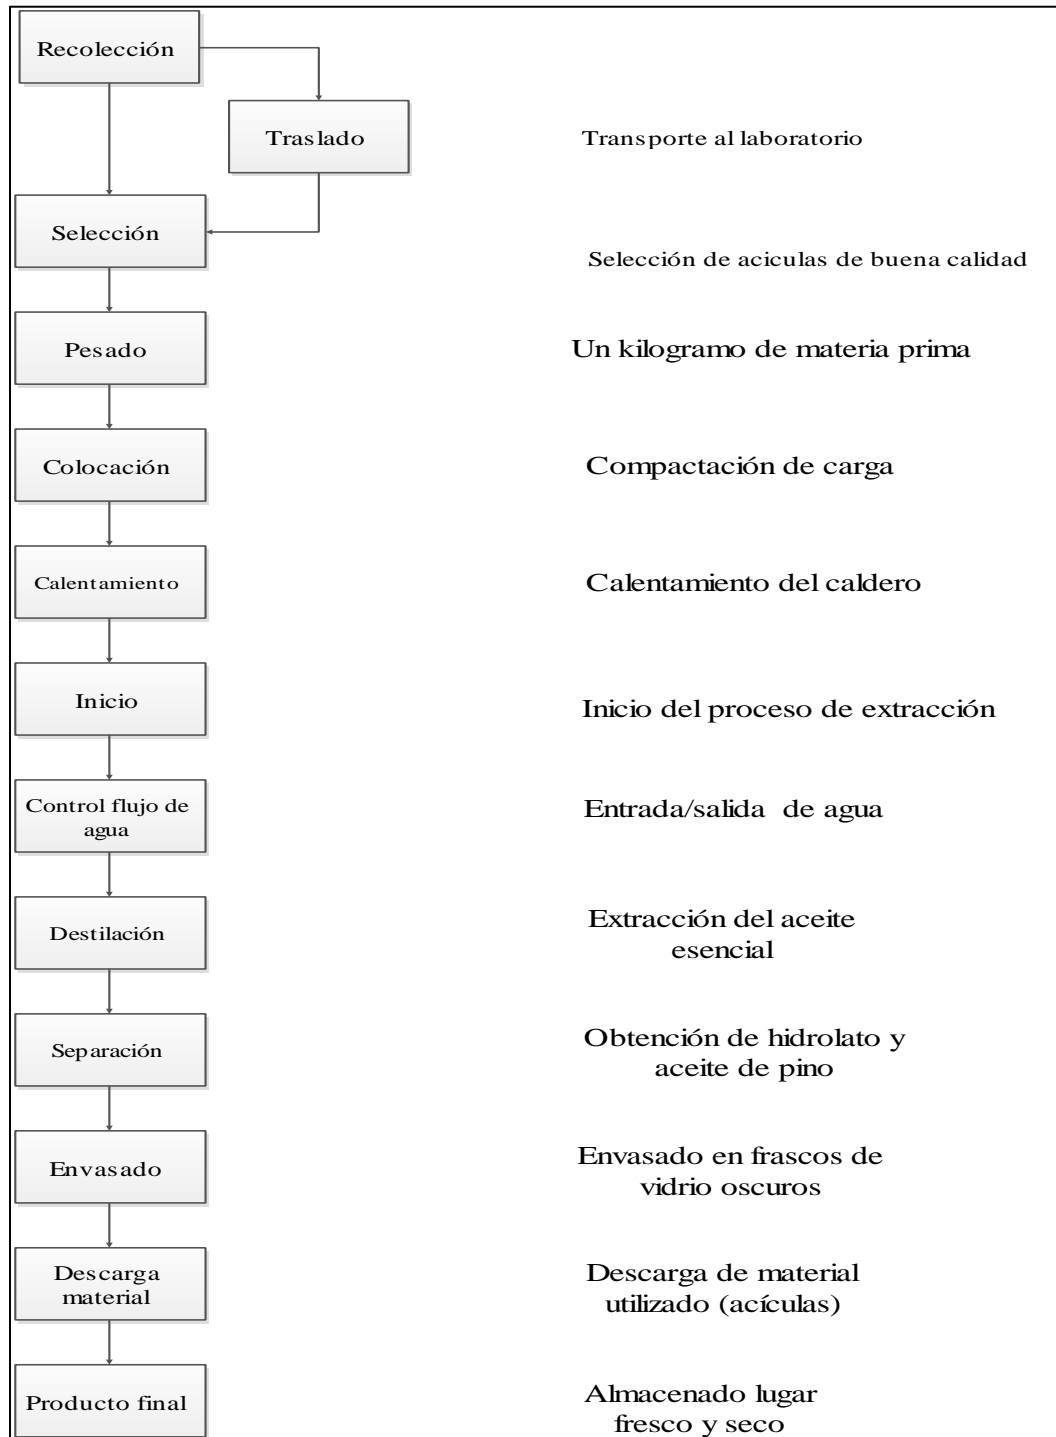 Recolección
Traslado
Transporte al laboratorio
Selección
Selección de aciculas de buena calidad
Pesado
Un kilogramo de materia prima
Colocación
Compactación de carga
Calentamiento
Calentamiento del caldero
Inicio
Inicio del proceso de extracción
Control flujo de
agua
Entrada/salida de agua
Destilación
Extracción del aceite
esencial
Separación
Obtención de hidrolato y
aceite de pino
Envasado
Envasado en frascos de
vidrio oscuros
Descarga
material
Descarga de material
utilizado (acículas)
Producto final
Almacenado lugar
fresco y seco